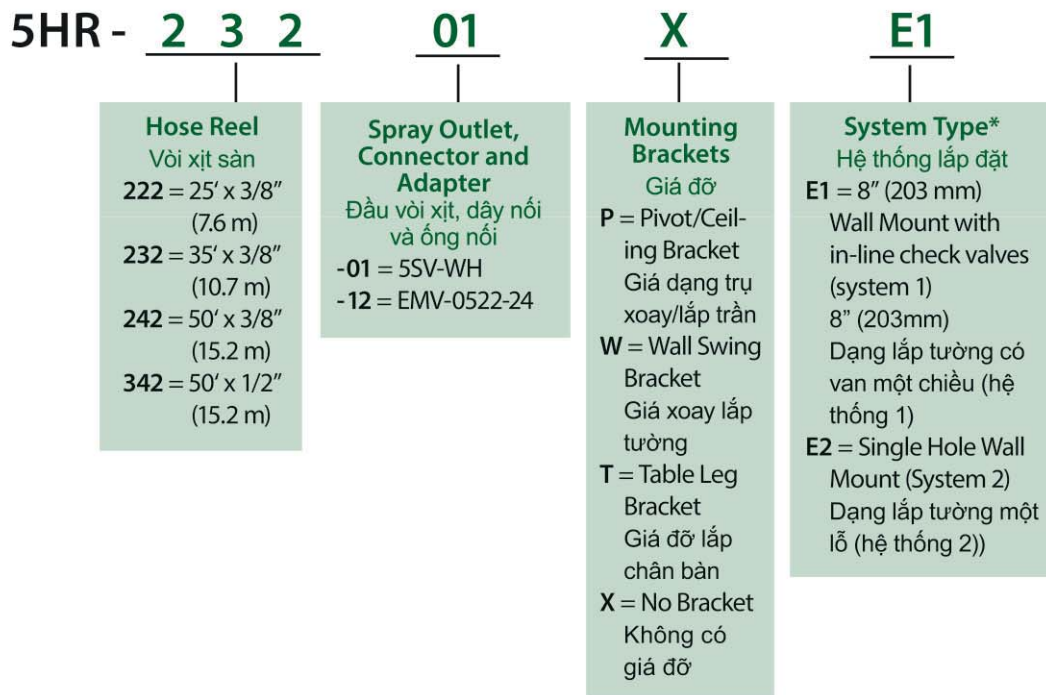 5HR - 2 3 2 01 X E1
Hose Reel
Vòi xịt sàn
222 = 25' x 3/8"
(7.6 m)
232 = 35' x 3/8"
(10.7 m)
242 = 50' x 3/8"
(15.2 m)
342 = 50' x 1/2"
(15.2 m)
Spray Outlet,
Connector and
Adapter
Đầu vòi xịt, dây nối
và ống nối
-01 = 5SV-WH
-12 = EMV-0522-24
Mounting
Brackets
Giá đỡ
P = Pivot/Ceil-
ing Bracket
Giá dạng trụ
xoay/lắp trần
W = Wall Swing
Bracket
Giá xoay lắp
tường
T = Table Leg
Bracket
Giá đỡ lắp
chân bàn
X = No Bracket
Không có
giá đỡ
System Type*
Hệ thống lắp đặt
E1 = 8" (203 mm)
Wall Mount with
in-line check valves
(system 1)
8" (203mm)
Dạng lắp tường có
van một chiều (hệ
thống 1)
E2 = Single Hole Wall
Mount (System 2)
Dạng lắp tường một
lỗ (hệ thống 2))